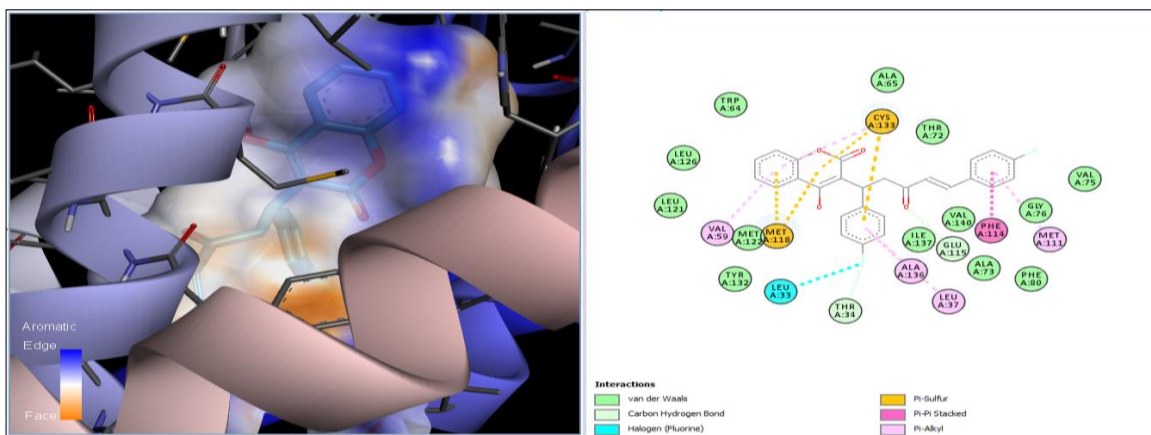 Aromatic
Edge
Face
ALA
A:65
TRP
A:64
CYS
A:133
THR
A:72
LEU
A:126
VAL
A:75
LEU
A:121
GLY
A:76
VAL
A:140
VAL
A:59
MET
A:122
MET
A:118
ILE
A:137
PHE
A:114
MET
A:111
GLU
A:115
TYR
A:132
ALA
A:136
ALA
A:73
PHE
A:80
LEU
A:33
LEU
A:37
THR
A:34
Interactions
van der Waals
Carbon Hydrogen Bond
Halogen (Fluorine)
Pi-Sulfur
Pi-Pi Stacked
Pi-Alkyl